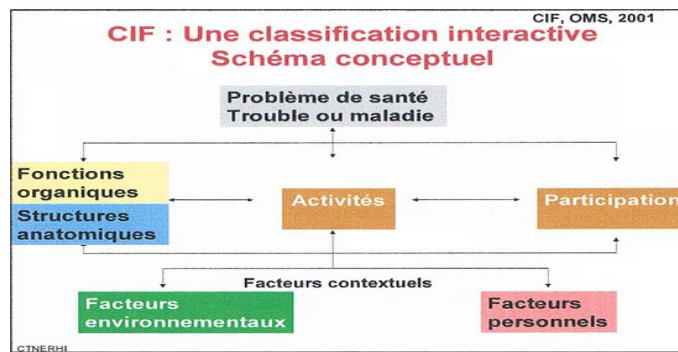 CIF, OMS, 2001
CIF : Une classification interactive
Schéma conceptuel
Problème de santé
Trouble ou maladie
Fonctions
organiques
Structures
anatomiques
Activités
Participation
Facteurs contextuels
Facteurs
environnementaux
Facteurs
personnels
CTNERHI